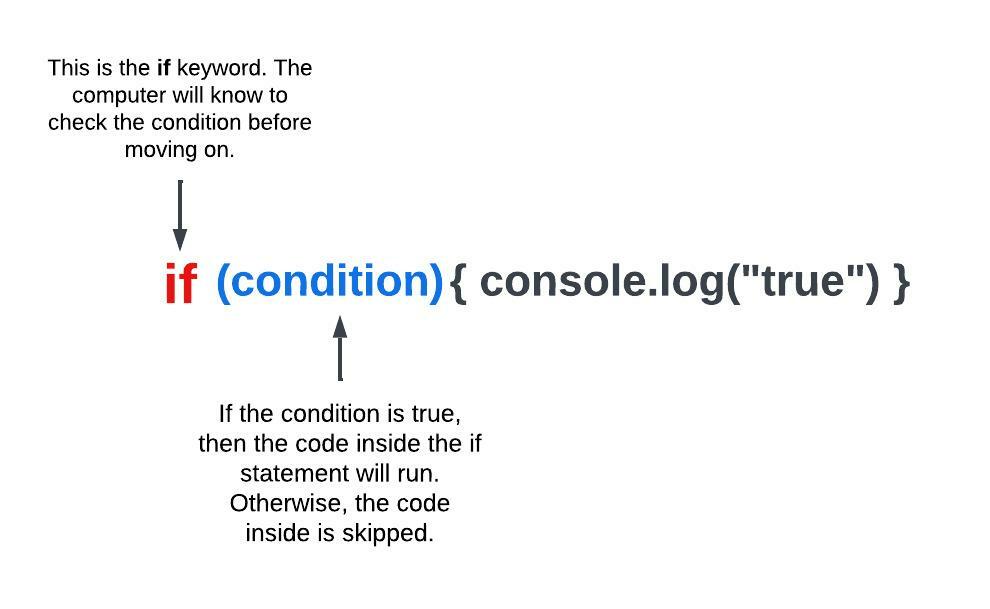 This is the if keyword. The
computer will know to
check the condition before
moving on.
if (condition) { console.log("true") }
If the condition is true,
then the code inside the if
statement will run.
Otherwise, the code
inside is skipped.